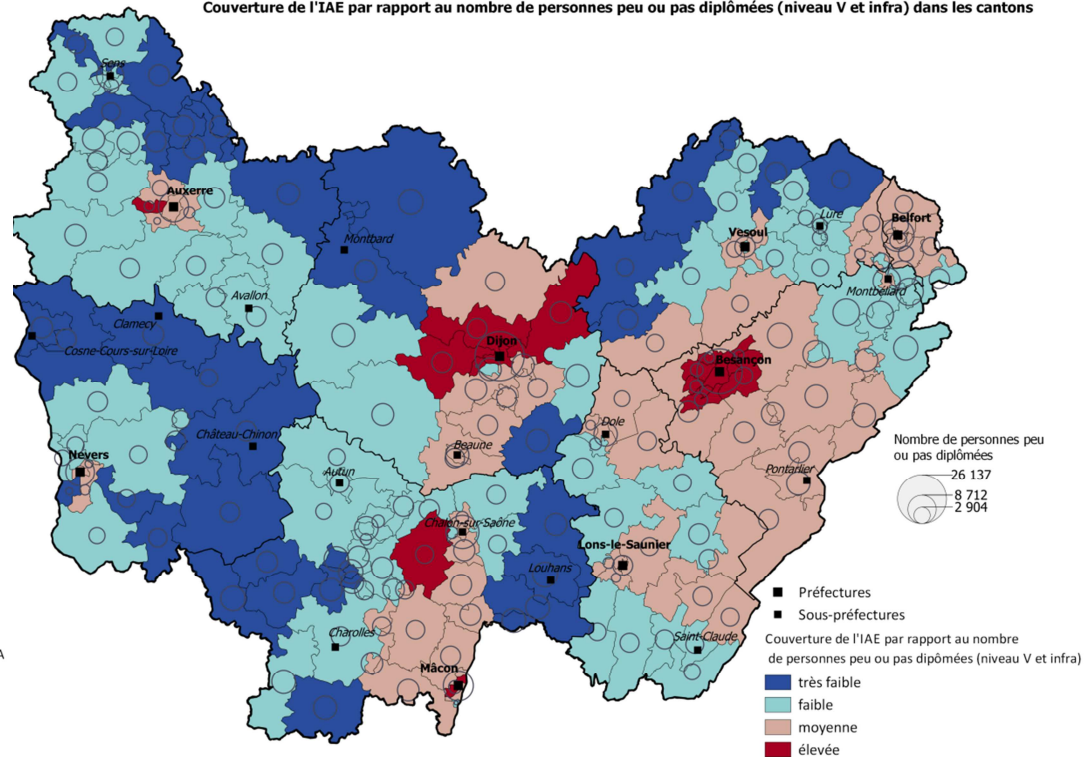 Couverture de l'IAE par rapport au nombre de personnes peu ou pas diplômées (niveau V et infra) dans les cantons
Sens
Auxerre
Montbard
Avallon
Clamecy
Cosne-Cours-sur-Loire
Château-Chinon
Nevers
Autun
Dijon
Beaune
Chalon-sur-Saône
Louhans
Charolles
Mâcon
Vesoul
Lure
Belfort
Montbéliard
Besançon
Dole
Pontarlier
Lons-le-Saunier
Saint-Claude
Nombre de personnes peu
ou pas diplômées
26 137
8 712
2 904
Préfectures
Sous-préfectures
Couverture de l'IAE par rapport au nombre
de personnes peu ou pas dipômées (niveau V et infra)
très faible
faible
moyenne
élevée
A